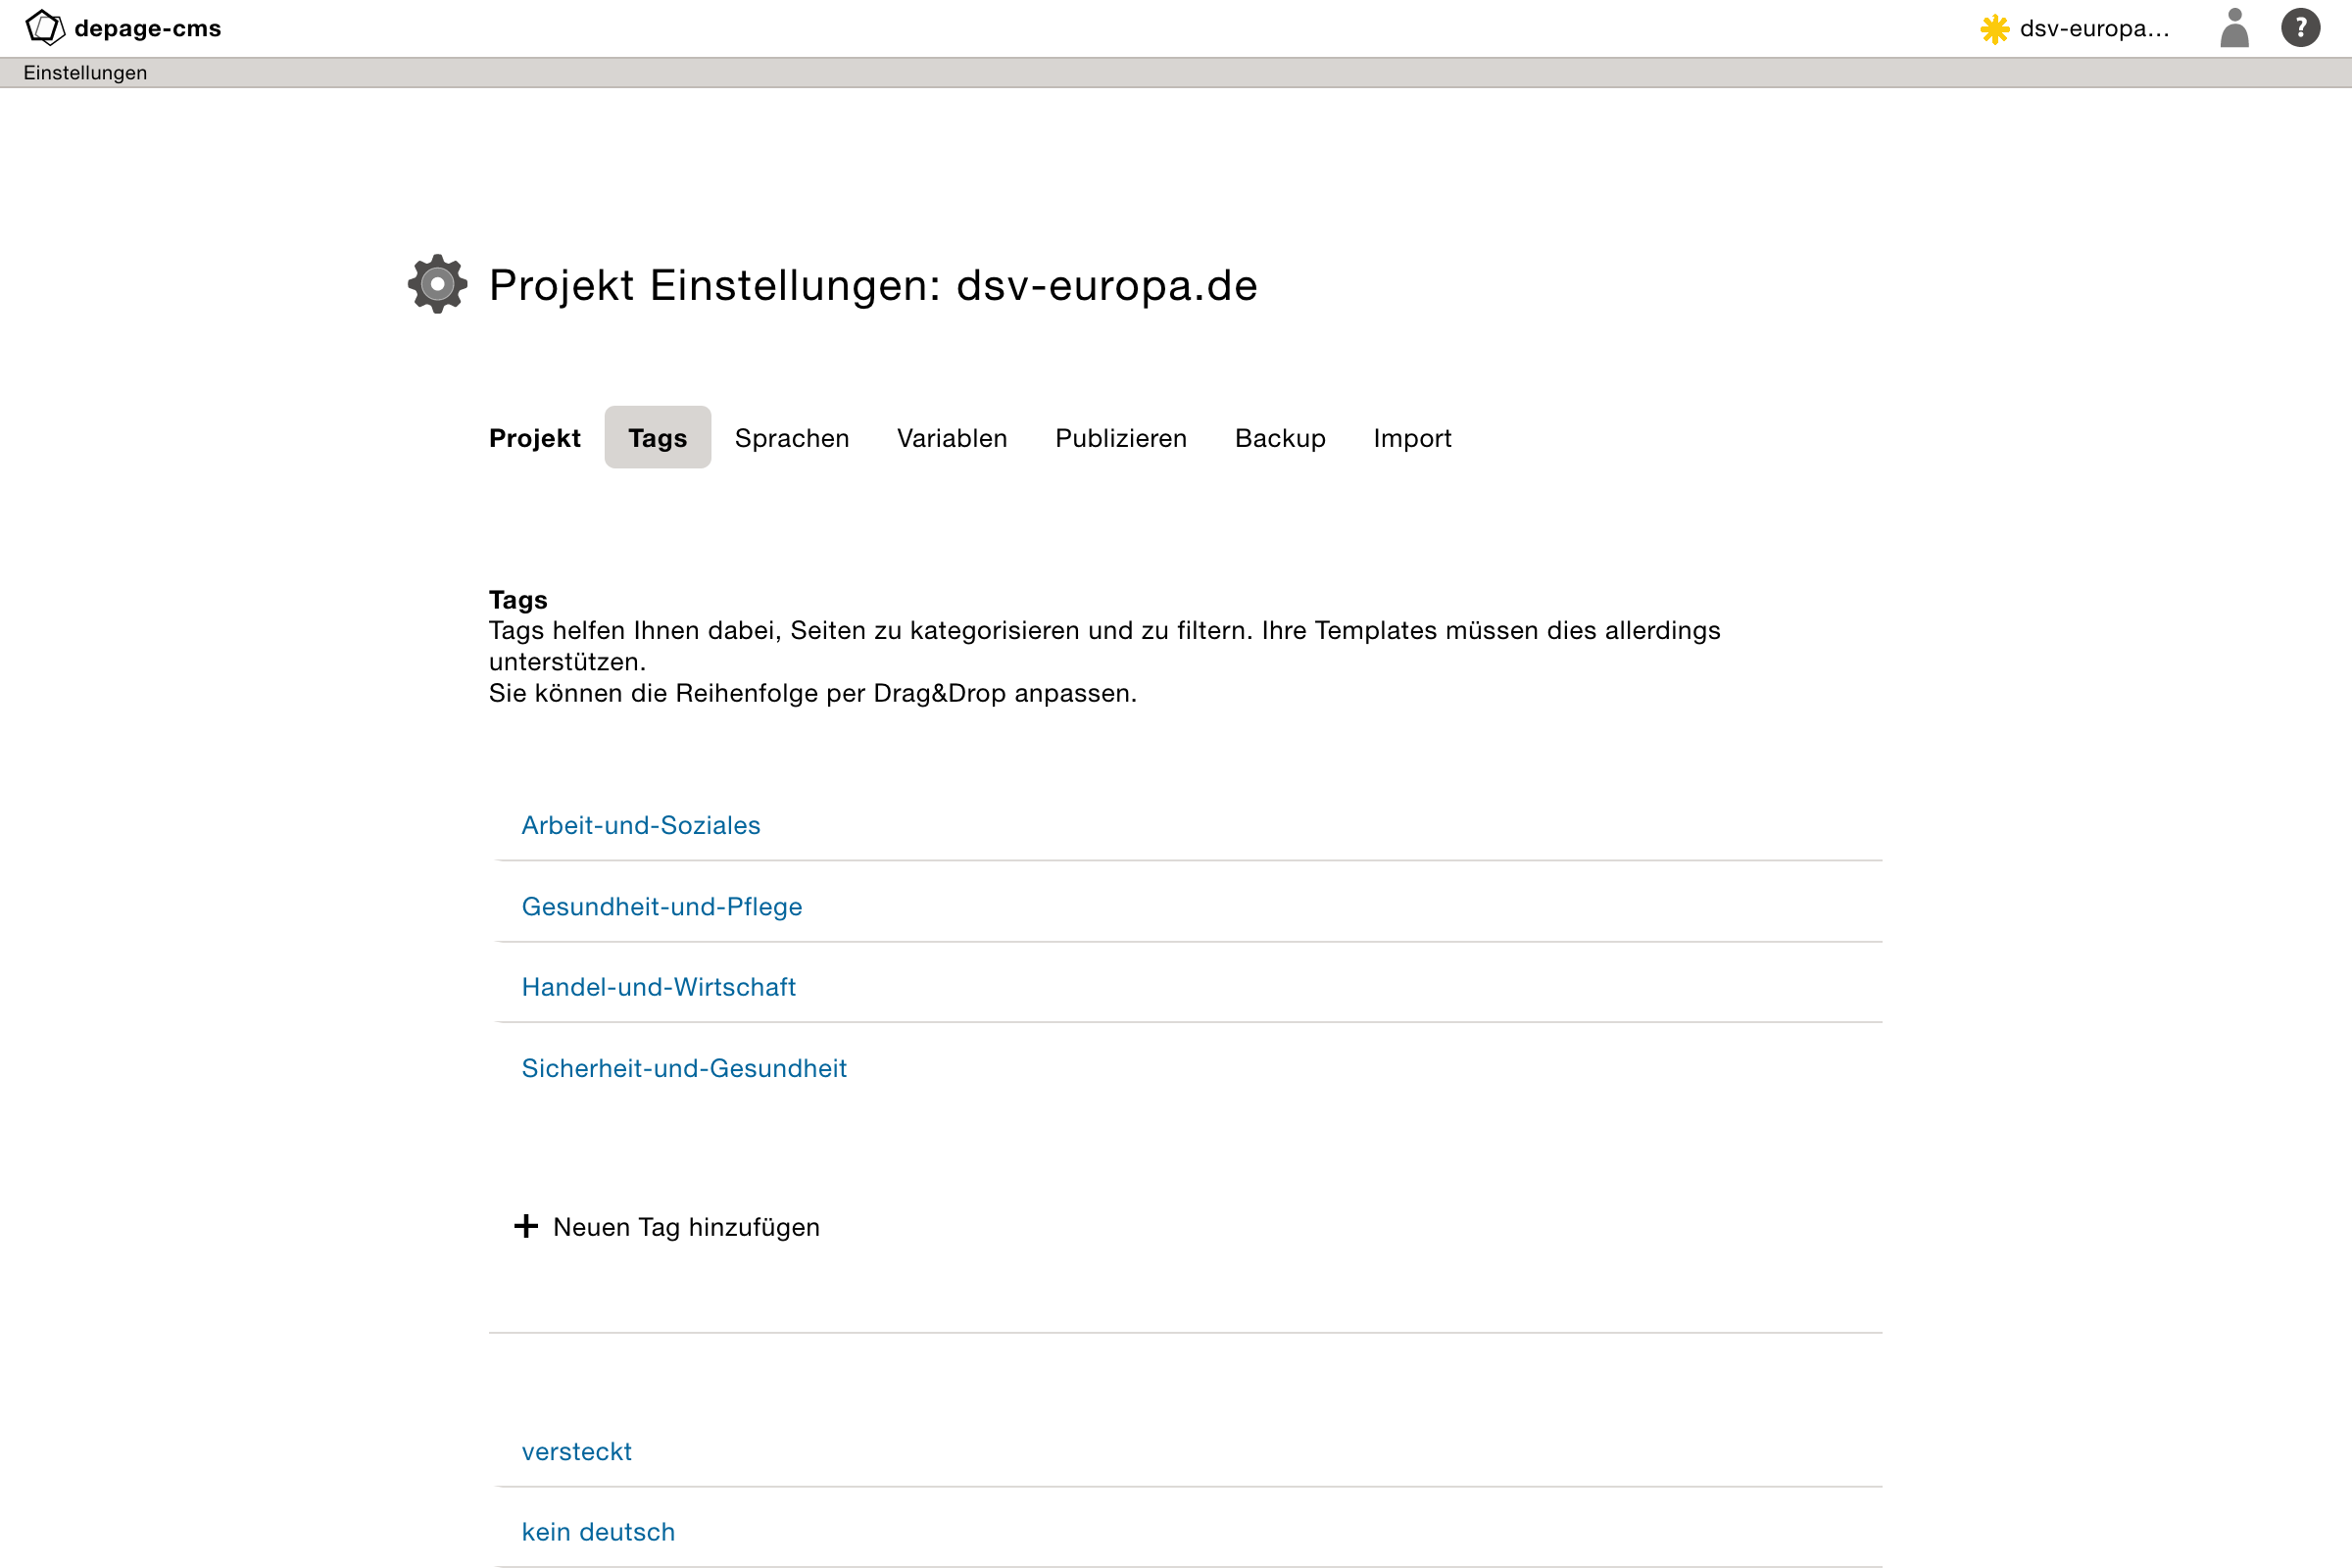 depage-cms
dsv-europa...
?
Einstellungen
Projekt Einstellungen: dsv-europa.de
Projekt Tags Sprachen Variablen Publizieren Backup Import
Tags
Tags helfen Ihnen dabei, Seiten zu kategorisieren und zu filtern. Ihre Templates müssen dies allerdings
unterstützen.
Sie können die Reihenfolge per Drag&Drop anpassen.
Arbeit-und-Soziales
Gesundheit-und-Pflege
Handel-und-Wirtschaft
Sicherheit-und-Gesundheit
+ Neuen Tag hinzufügen
versteckt
kein deutsch